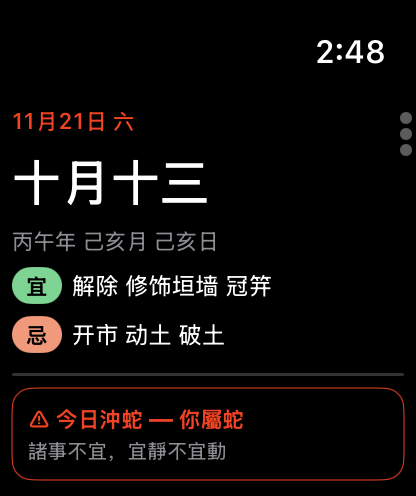 2:48
11月21日 六
十月十三
丙午年 己亥月 己亥日
宜 解除 修饰垣墙 冠笄
忌 开市 动土 破土
今日沖蛇 — 你屬蛇
諸事不宜，宜靜不宜動